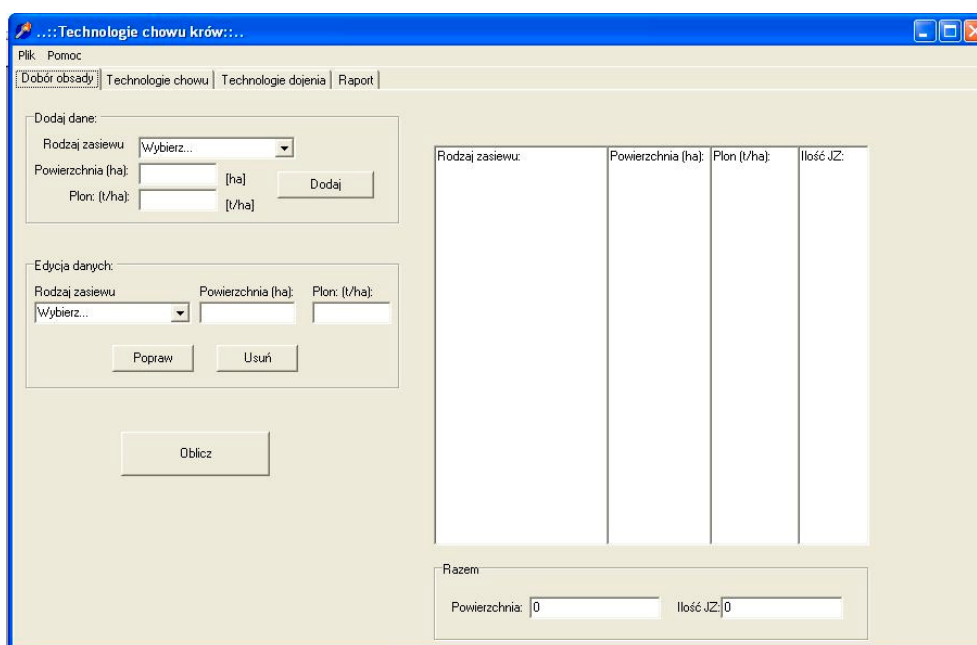 ..::Technologie chowu krów::..
Plik Pomoc
Dobór obsady Technologie chowu Technologie dojenia Raport
Dodaj dane:
Rodzaj zasiewu Wybierz...
Powierzchnia (ha): [ha]
Dodaj
Plon: (t/ha): [t/ha]
Edycja danych:
Rodzaj zasiewu Powierzchnia (ha): Plon: (t/ha):
Wybierz...
Popraw Usuń
Oblicz
Rodzaj zasiewu: Powierzchnia (ha): Plon (t/ha): Ilość JZ:
Razem
Powierzchnia: 0 Ilość JZ: 0